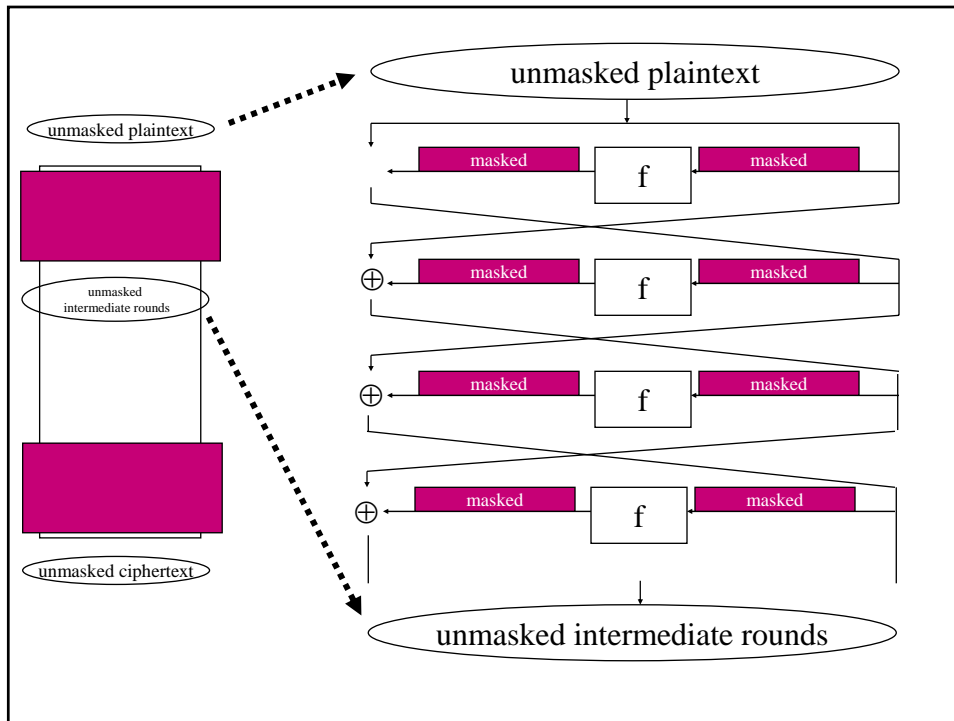 unmasked plaintext
unmasked
intermediate rounds
unmasked ciphertext
unmasked plaintext
masked f masked
masked f masked
⊕
masked f masked
⊕
masked f masked
⊕
unmasked intermediate rounds